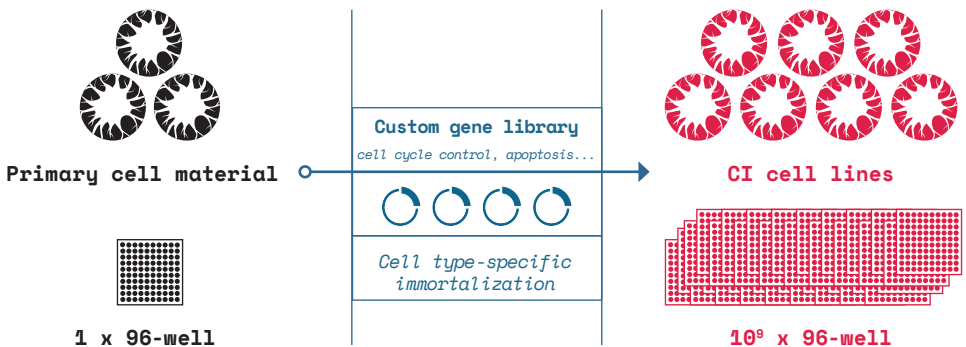 Custom gene library
cell cycle control, apoptosis...
Primary cell material
CI cell lines
Cell type-specific
immortalization
1 x 96-well
10⁹ x 96-well